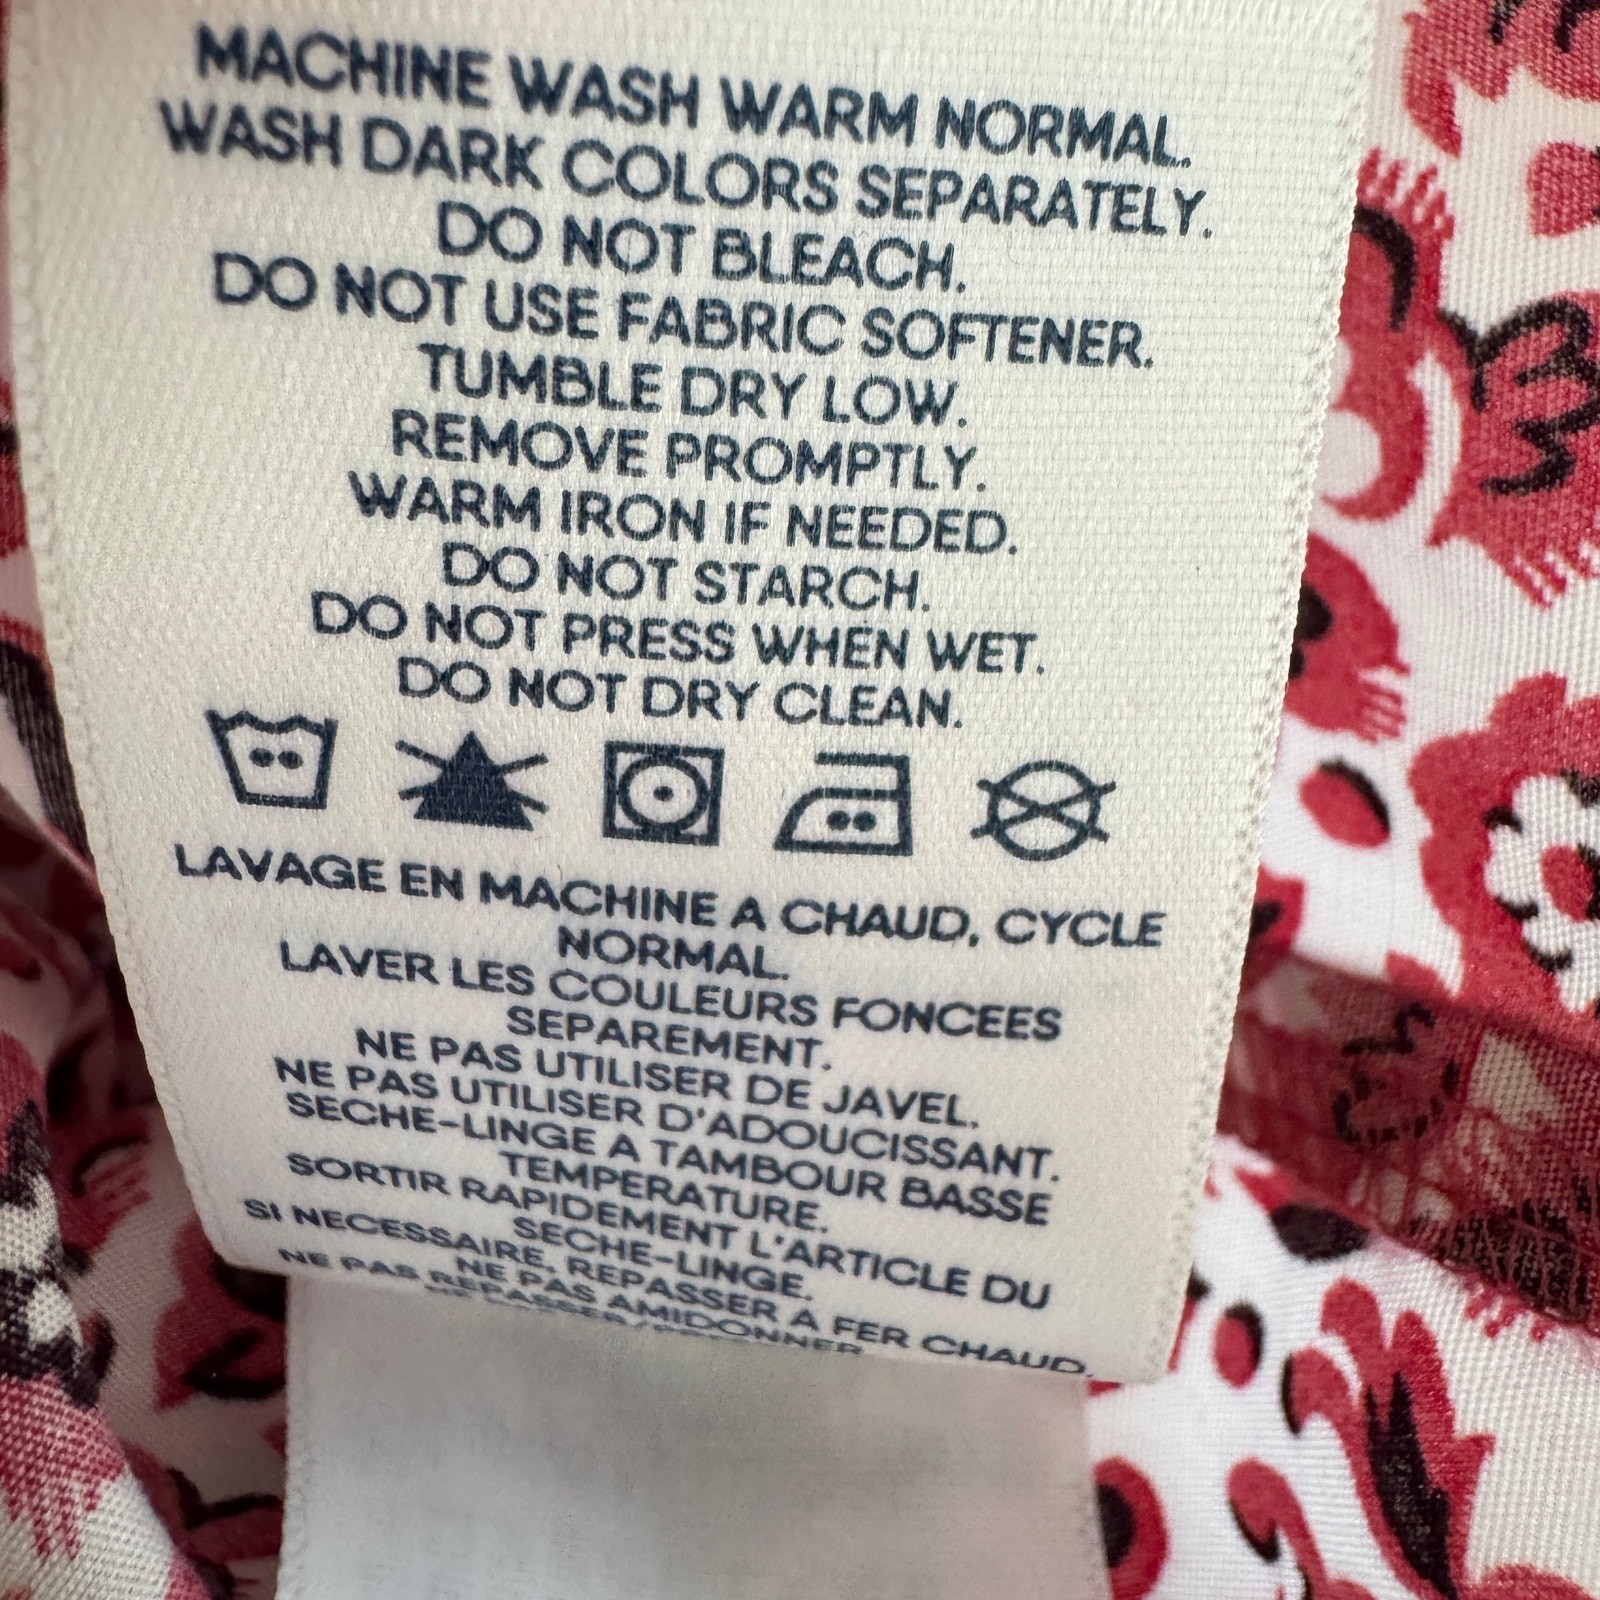 MACHINE WASH WARM NORMAL.
WASH DARK COLORS SEPARATELY.
DO NOT BLEACH.
DO NOT USE FABRIC SOFTENER.
TUMBLE DRY LOW.
REMOVE PROMPTLY.
WARM IRON IF NEEDED.
DO NOT STARCH.
DO NOT PRESS WHEN WET.
DO NOT DRY CLEAN.
LAVAGE EN MACHINE A CHAUD, CYCLE
NORMAL.
LAVER LES COULEURS FONCEES
SEPAREMENT.
NE PAS UTILISER DE JAVEL.
NE PAS UTILISER D'ADOUCISSANT.
SECHE-LINGE A TAMBOUR BASSE
TEMPERATURE.
SORTIR RAPIDEMENT L'ARTICLE DU
SECHE-LINGE.
SI NECESSAIRE, REPASSER A FER CHAUD.
NE PAS AMIDONNER
NE PAS REPASSER/